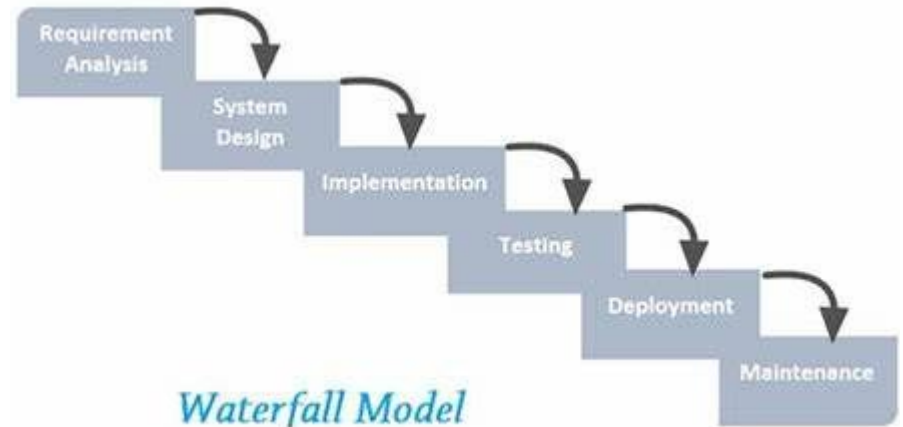 Requirement
Analysis
System
Design
Implementation
Testing
Deployment
Maintenance
Waterfall Model